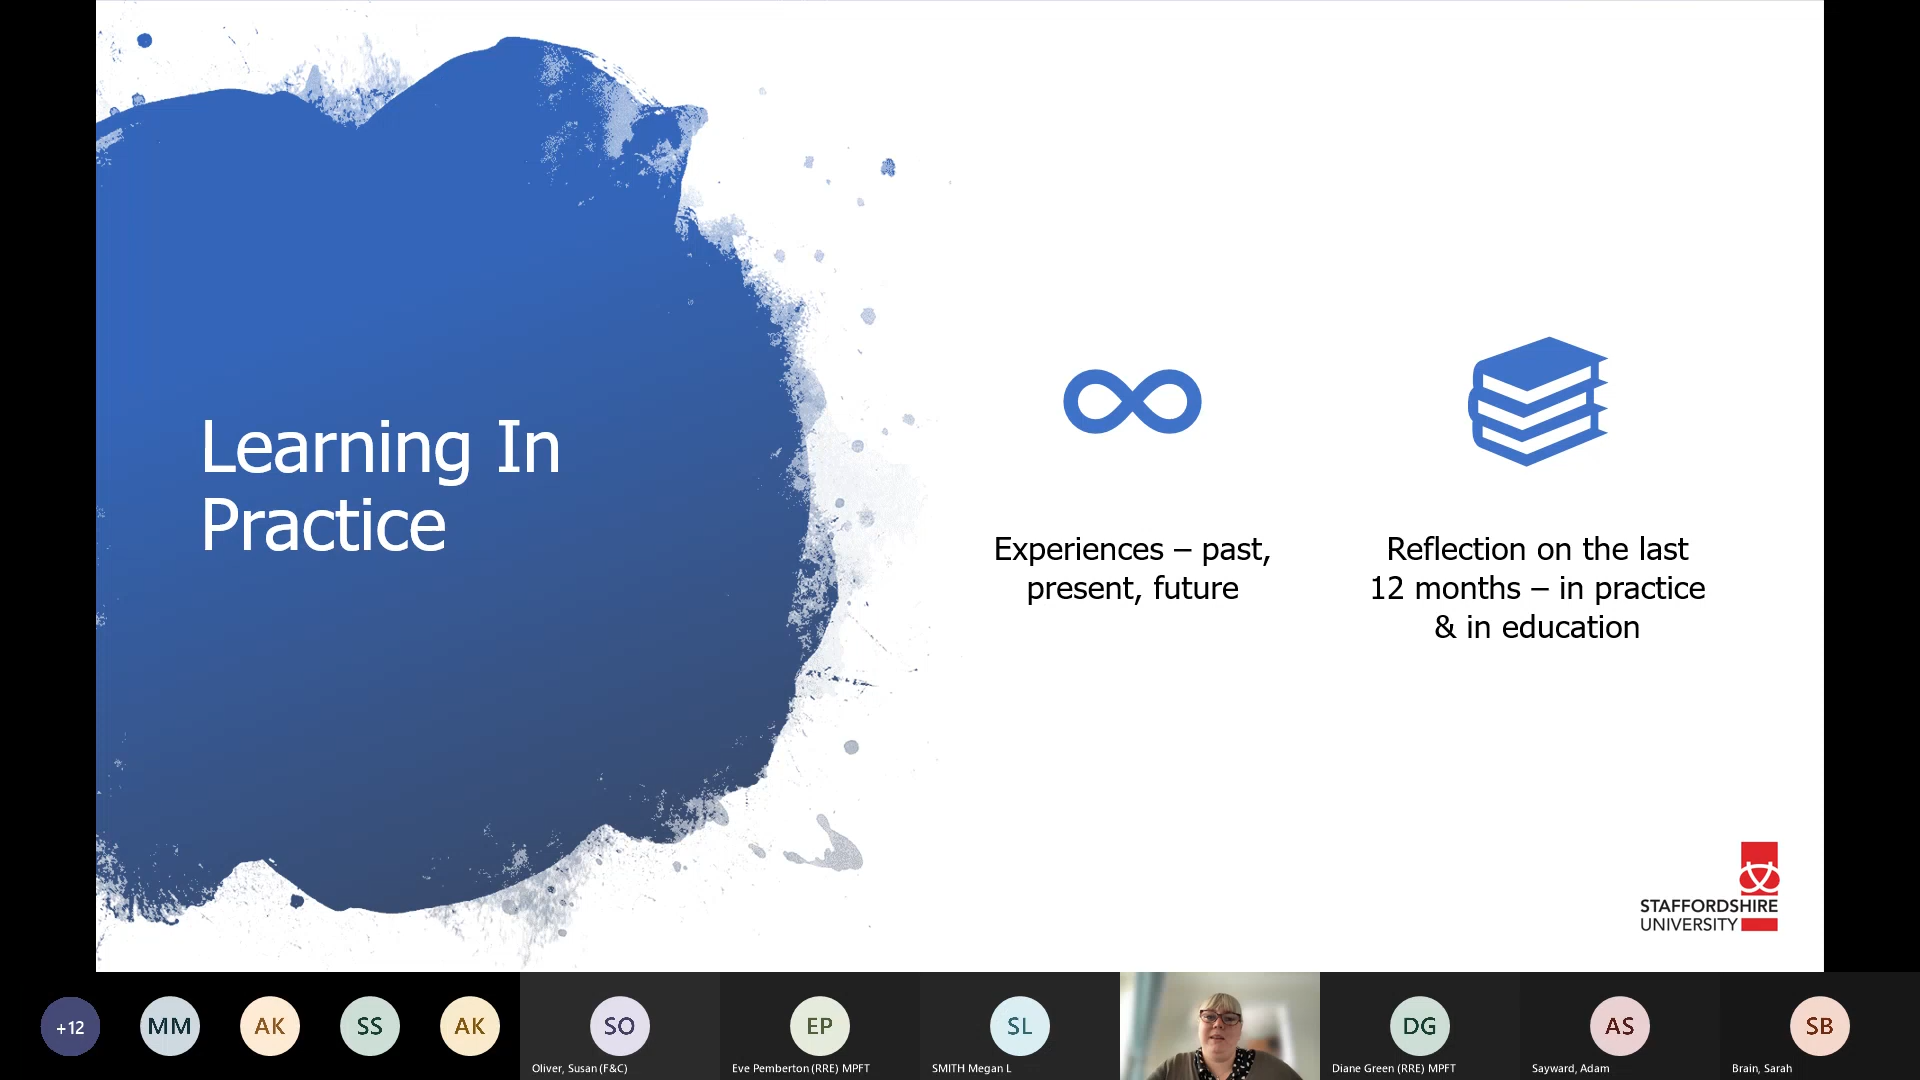 Learning In
Practice
Experiences – past,
present, future
Reflection on the last
12 months – in practice
& in education
STAFFORDSHIRE
UNIVERSITY
+12
MM
AK
SS
AK
SO
Oliver, Susan (F&C)
EP
Eve Pemberton (RRE) MPFT
SL
SMITH Megan L
DG
Diane Green (RRE) MPFT
AS
Sayward, Adam
SB
Brain, Sarah